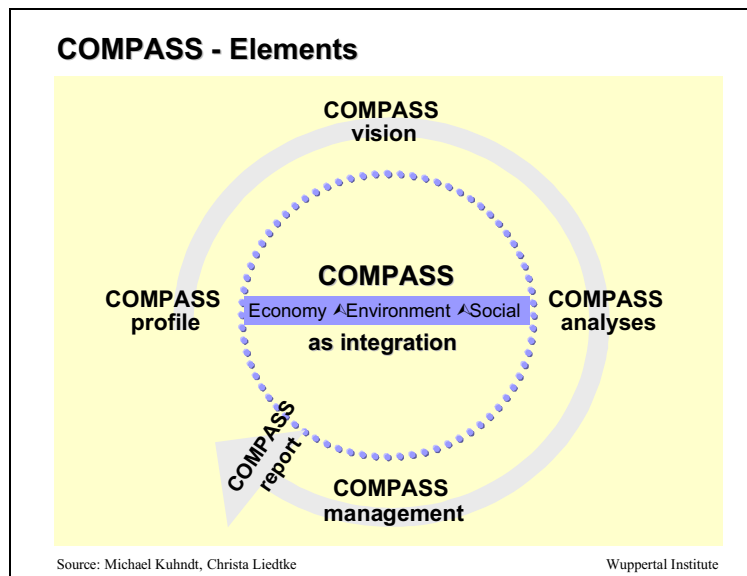 COMPASS - Elements
COMPASS
vision
COMPASS
profile
COMPASS
Economy ⋏Environment ⋏Social
as integration
COMPASS
analyses
COMPASS
report
COMPASS
management
Source: Michael Kuhndt, Christa Liedtke
Wuppertal Institute